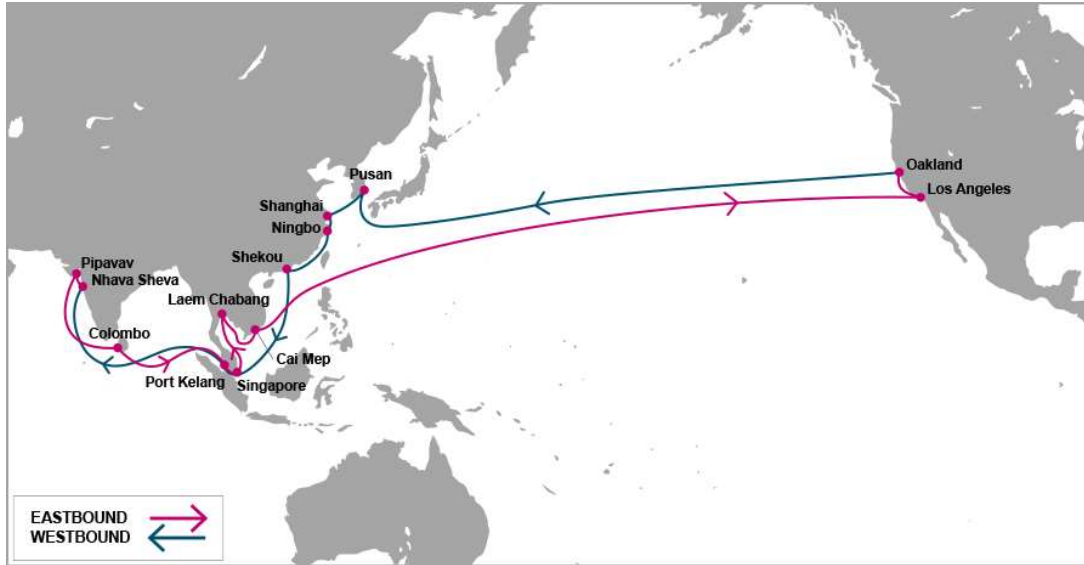 Oakland
Pusan
Los Angeles
Shanghai
Ningbo
Shekou
Pipavav
Nhava Sheva
Laem Chabang
Colombo
Cai Mep
Port Kelang
Singapore
EASTBOUND
WESTBOUND